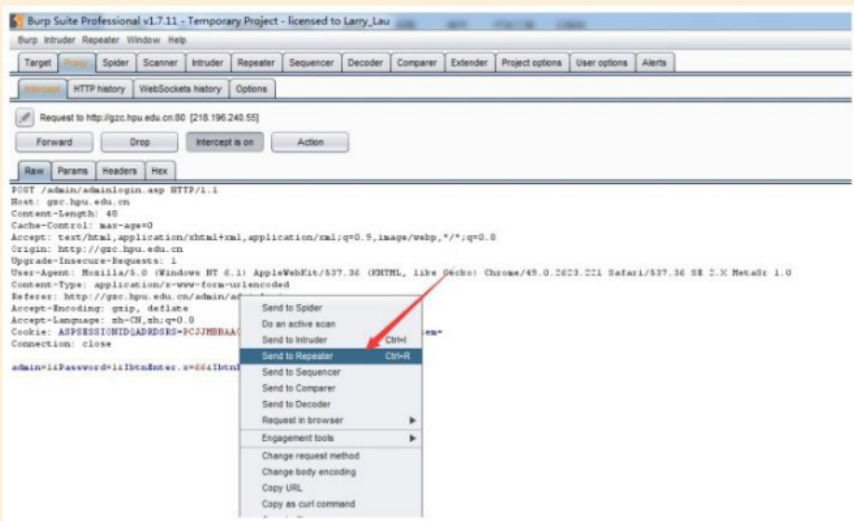 Burp Suite Professional v1.7.11 - Temporary Project - licensed to Larry_Lau
Burp Intruder Repeater Window Help
Target Proxy Spider Scanner Intruder Repeater Sequencer Decoder Comparer Extender Project options User options Alerts
Intercept HTTP history WebSockets history Options
Request to http://gzc.hpu.edu.cn:80 [218.196.240.55]
Forward Drop Intercept is on Action
Raw Params Headers Hex
POST /admin/adminlogin.asp HTTP/1.1
Host: gzc.hpu.edu.cn
Content-Length: 48
Cache-Control: max-age=0
Accept: text/html,application/xhtml+xml,application/xml;q=0.9,image/webp,*/*;q=0.8
Origin: http://gzc.hpu.edu.cn
Upgrade-Insecure-Requests: 1
User-Agent: Mozilla/5.0 (Windows NT 6.1) AppleWebKit/537.36 (KHTML, like Gecko) Chrome/49.0.2623.221 Safari/537.36 SE 2.X MetaSr 1.0
Content-Type: application/x-www-form-urlencoded
Referer: http://gzc.hpu.edu.cn/admin/
Accept-Encoding: gzip, deflate
Accept-Language: zh-CN,zh;q=0.8
Cookie: ASPSESSIONIDQADRDSRS=PCJJMBBAA
Connection: close
admin=1&Password=1&IbtnEnter.x=66&Ibtn
Send to Spider
Do an active scan
Send to Intruder Ctrl+I
Send to Repeater Ctrl+R
Send to Sequencer
Send to Comparer
Send to Decoder
Request in browser
Engagement tools
Change request method
Change body encoding
Copy URL
Copy as curl command